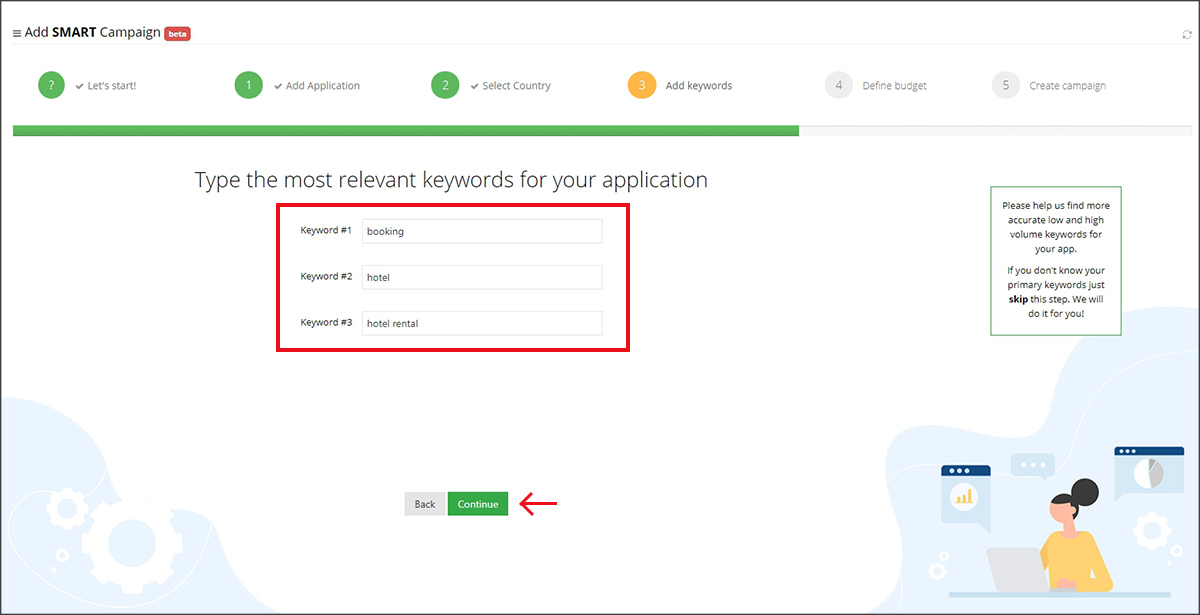 ≡ Add SMART Campaign beta
? ✔ Let's start!
1 ✔ Add Application
2 ✔ Select Country
3 Add keywords
4 Define budget
5 Create campaign
Type the most relevant keywords for your application
Keyword #1 booking
Keyword #2 hotel
Keyword #3 hotel rental
Please help us find more
accurate low and high
volume keywords for
your app.
If you don't know your
primary keywords just
skip this step. We will
do it for you!
Back Continue